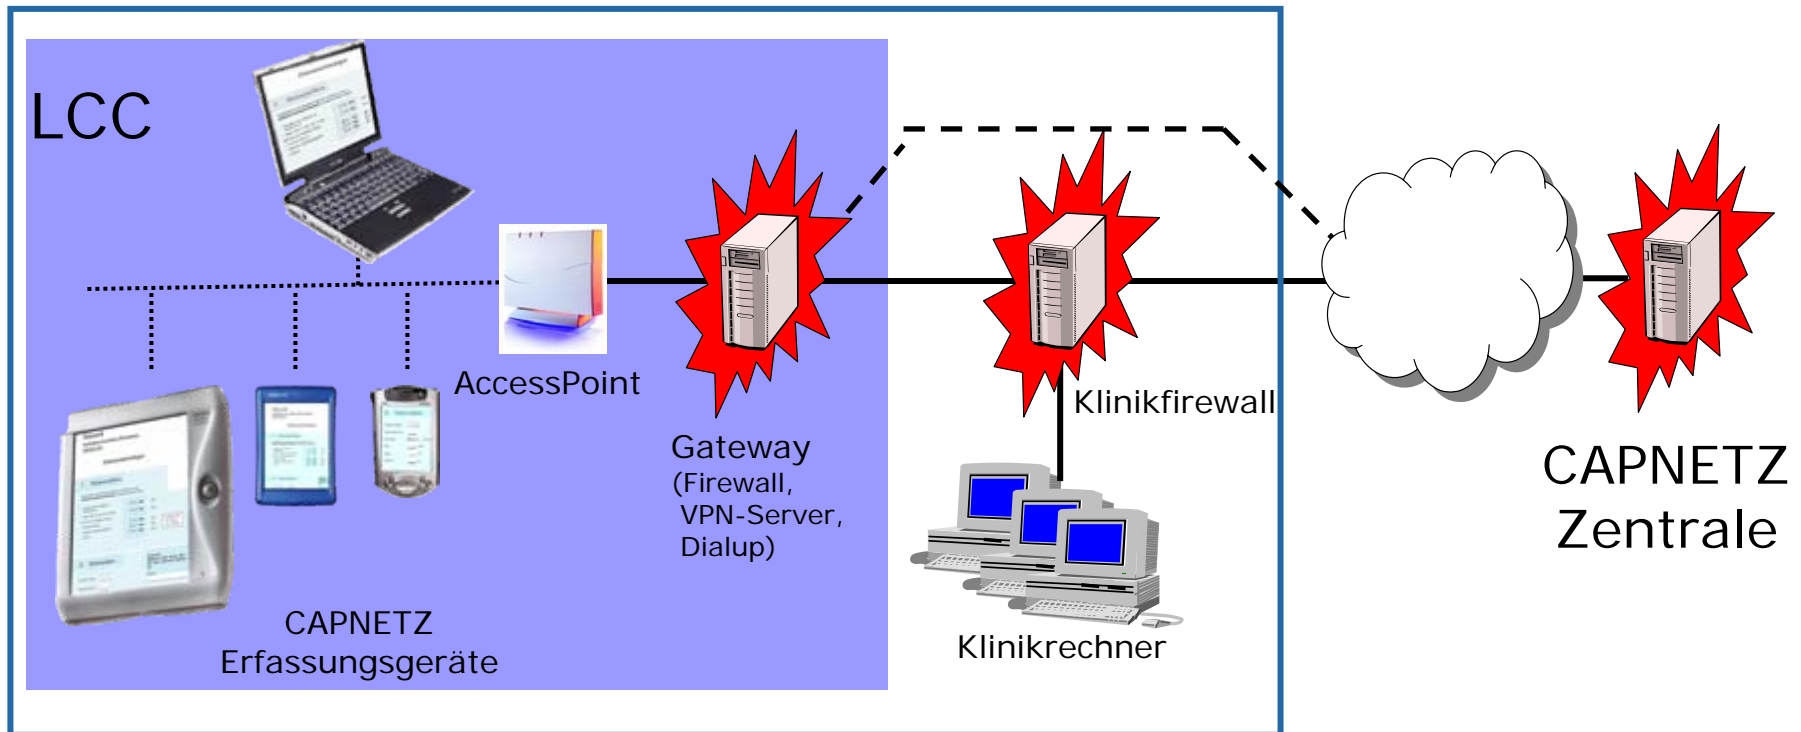 LCC
AccessPoint
Gateway
(Firewall,
VPN-Server,
Dialup)
Klinikfirewall
CAPNETZ
Zentrale
Klinikrechner
CAPNETZ
Erfassungsgeräte